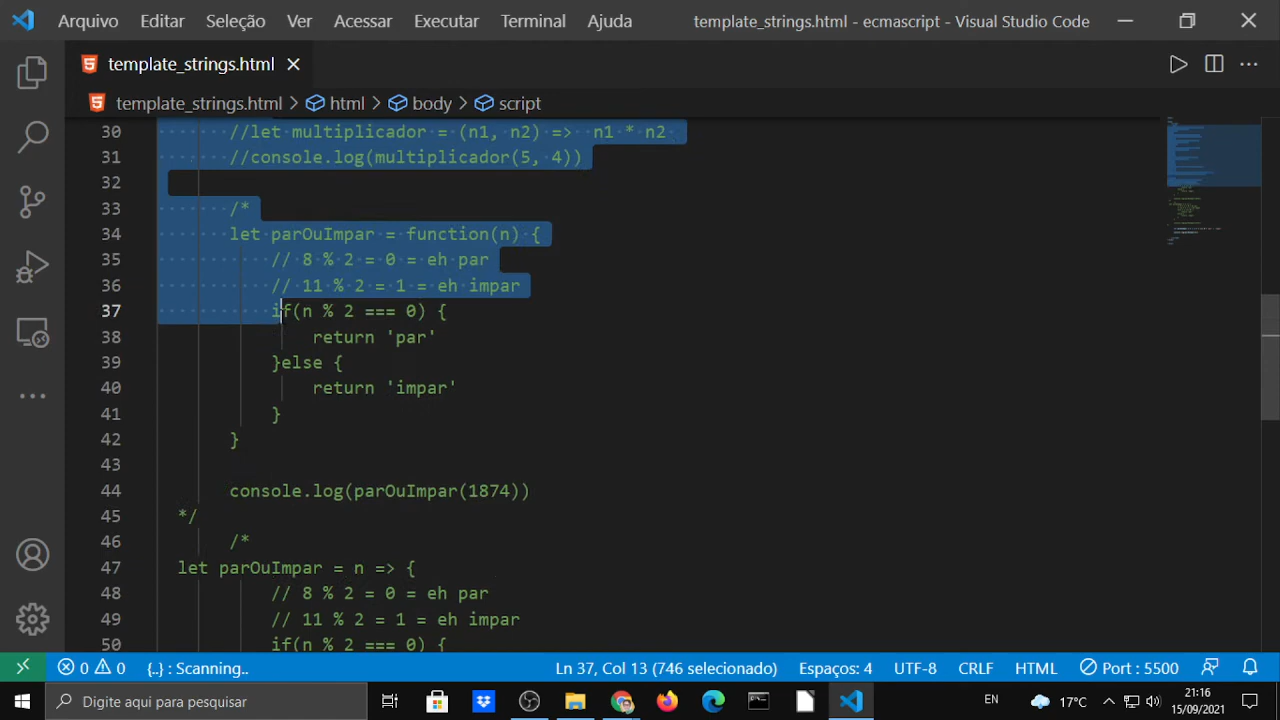 Arquivo Editar Seleção Ver Acessar Executar Terminal Ajuda template_strings.html - ecmascript - Visual Studio Code
template_strings.html
template_strings.html > html > body > script
30 //let multiplicador = (n1, n2) => n1 * n2
31 //console.log(multiplicador(5, 4))
32
33 /*
34 let parOuImpar = function(n) {
35 // 8 % 2 = 0 = eh par
36 // 11 % 2 = 1 = eh impar
37 if(n % 2 === 0) {
38 return 'par'
39 }else {
40 return 'impar'
41 }
42 }
43
44 console.log(parOuImpar(1874))
45 */
46 /*
47 let parOuImpar = n => {
48 // 8 % 2 = 0 = eh par
49 // 11 % 2 = 1 = eh impar
50 if(n % 2 === 0) {
0 0 {..} : Scanning.. Ln 37, Col 13 (746 selecionado) Espaços: 4 UTF-8 CRLF HTML Port : 5500
Digite aqui para pesquisar EN 17°C 21:16
15/09/2021